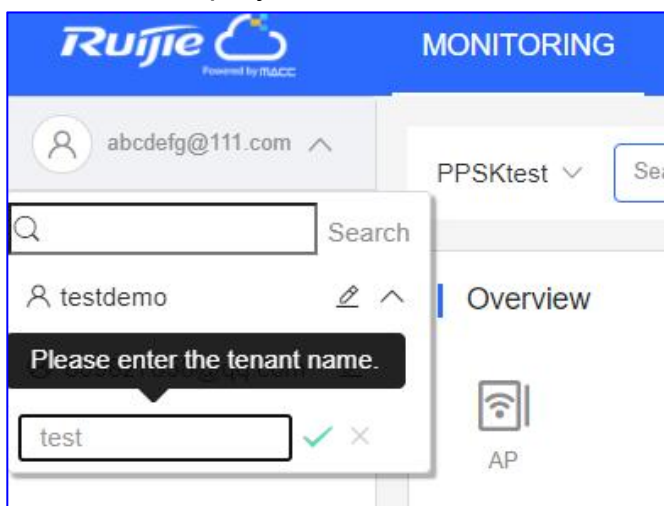 Ruijie
Powered by MACC
MONITORING
abcdefg@111.com
PPSKtest
Sea
Search
testdemo
Overview
Please enter the tenant name.
test
AP